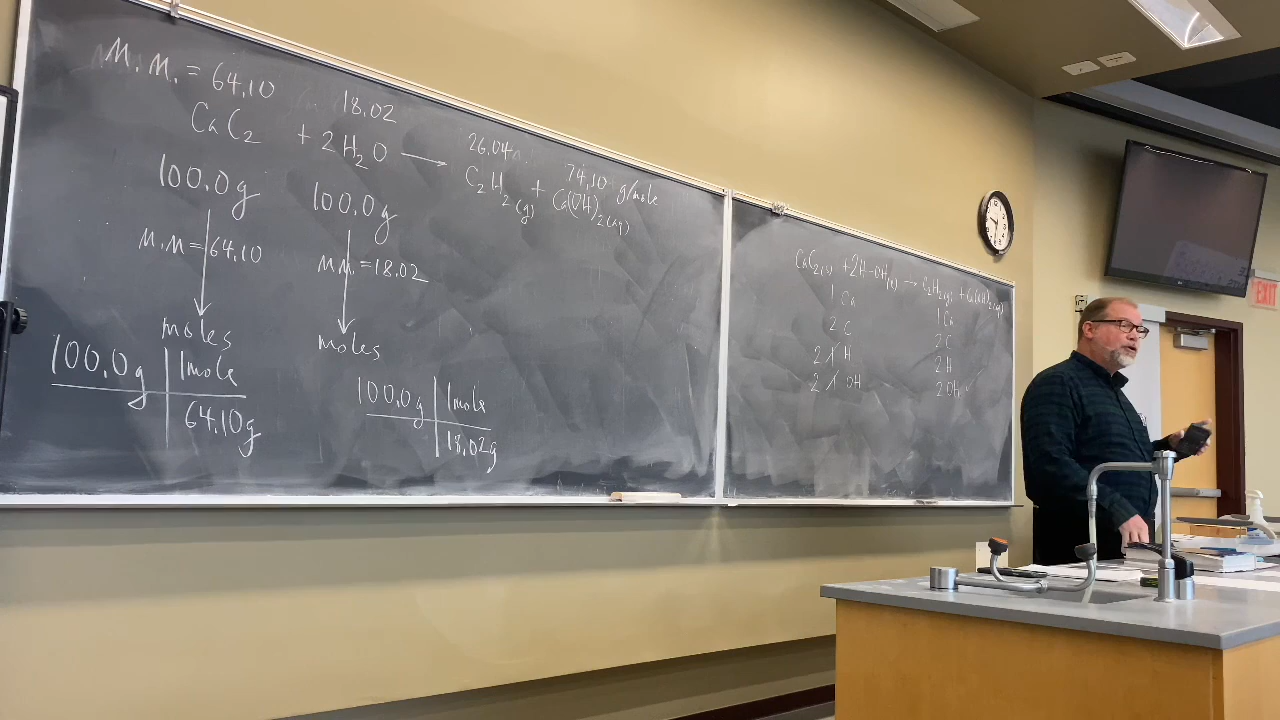 M.M. = 64.10 18.02 26.04 74.10 g/mole
CaC2 + 2H2O → C2H2(g) + Ca(OH)2(aq)
100.0g 100.0g
M.M=64.10 M.M.=18.02
moles moles
100.0g | 1mole
64.10g
100.0g | 1mole
18.02g
CaC2(s) + 2H-OH(l) → C2H2(g) + Ca(OH)2(aq)
1 Ca 1 Ca
2 C 2 C
2 1 H 2 H
2 1 OH 2 OH
EXIT